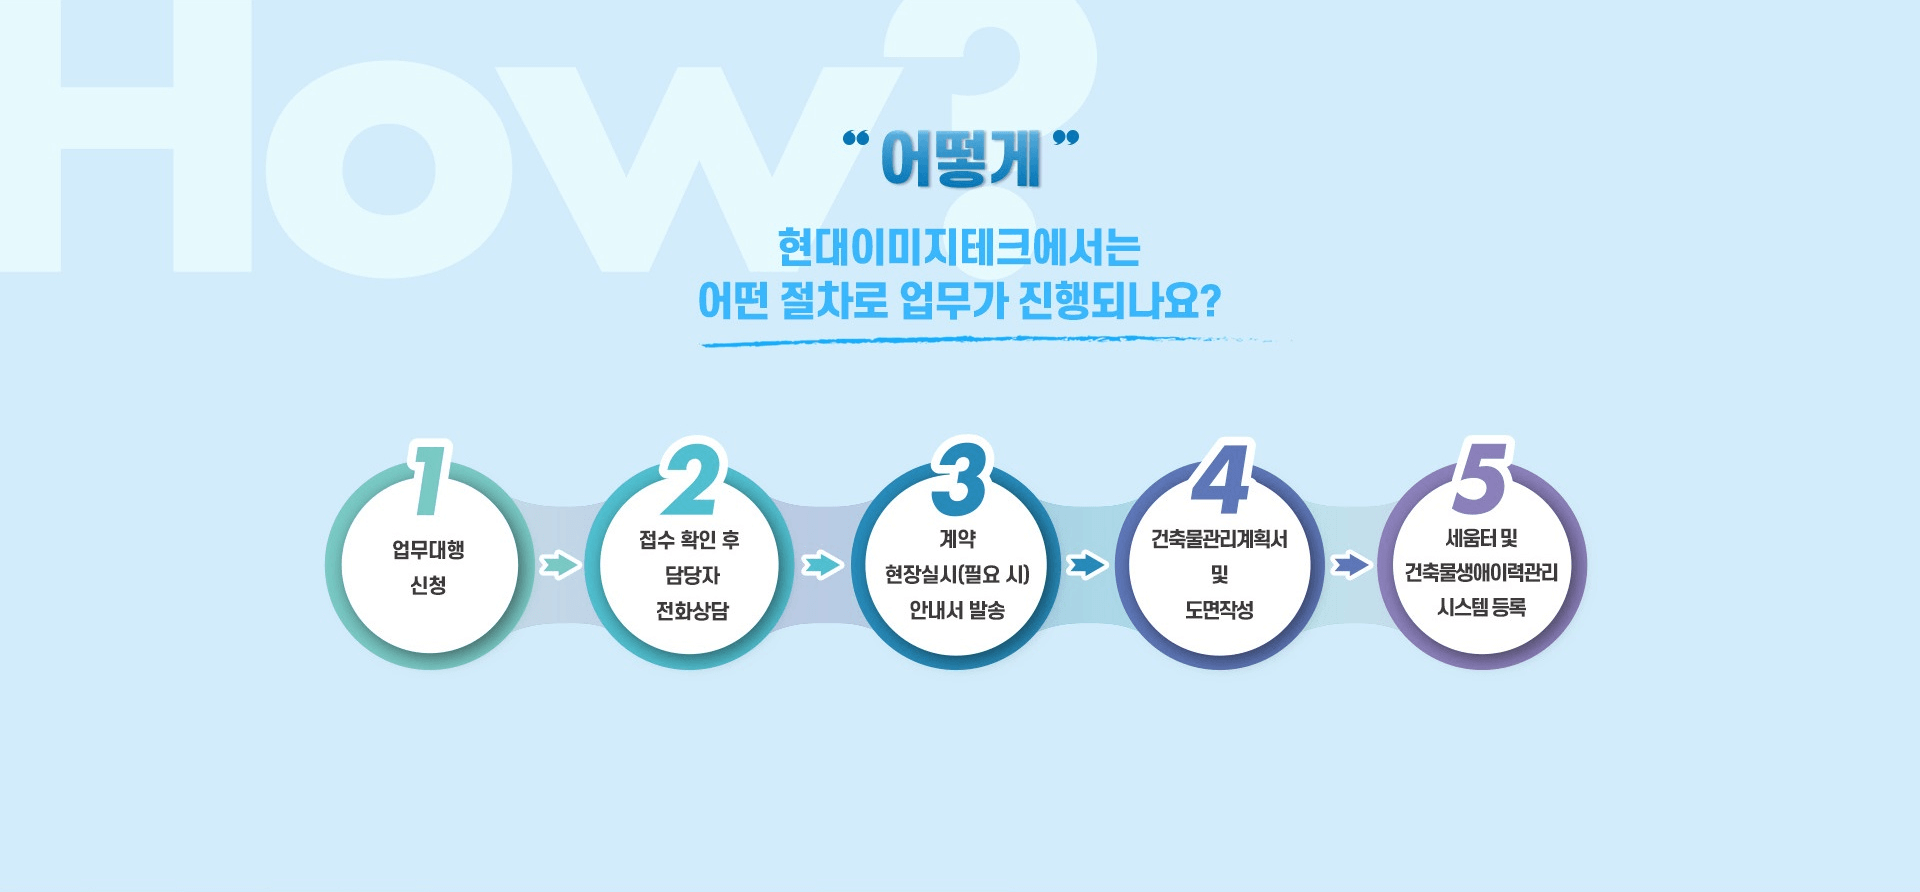 How?
“ 어떻게 ”
현대이미지테크에서는
어떤 절차로 업무가 진행되나요?
1
업무대행
신청
2
접수 확인 후
담당자
전화상담
3
계약
현장실시(필요 시)
안내서 발송
4
건축물관리계획서
및
도면작성
5
세움터 및
건축물생애이력관리
시스템 등록